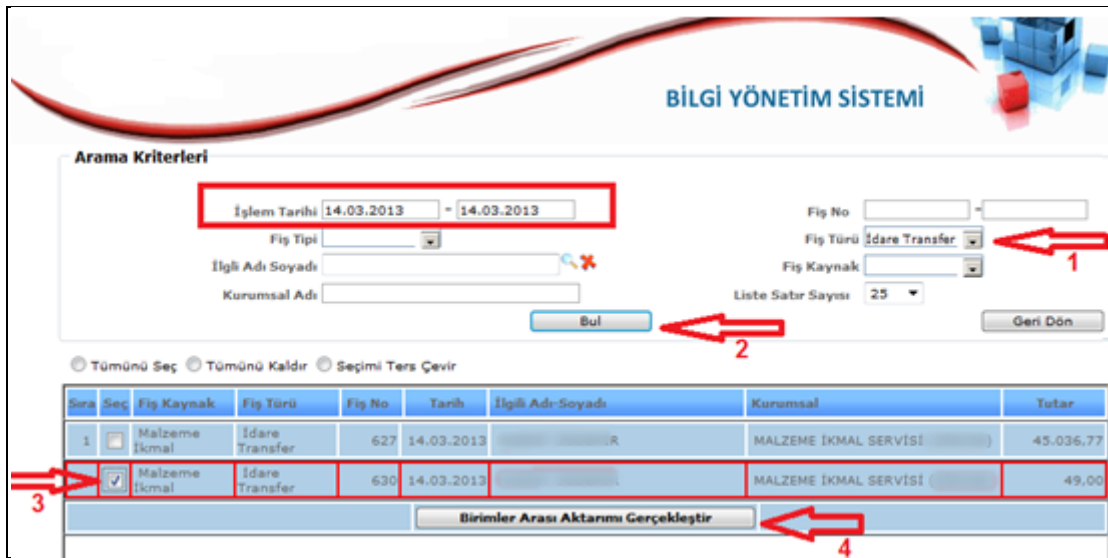 BİLGİ YÖNETİM SİSTEMİ
Arama Kriterleri
İşlem Tarihi 14.03.2013 - 14.03.2013 Fiş No -
Fiş Tipi Fiş Türü İdare Transfer
1
İlgili Adı Soyadı Fiş Kaynak
Kurumsal Adı Liste Satır Sayısı 25
Bul Geri Dön
2
Tümünü Seç Tümünü Kaldır Seçimi Ters Çevir
Sıra Seç Fiş Kaynak Fiş Türü Fiş No Tarih İlgili Adı-Soyadı Kurumsal Tutar
1 Malzeme İkmal İdare Transfer 627 14.03.2013 R MALZEME İKMAL SERVİSİ ) 45.036,77
3 Malzeme İkmal İdare Transfer 630 14.03.2013 MALZEME İKMAL SERVİSİ ( ) 49,00
Birimler Arası Aktarımı Gerçekleştir
4